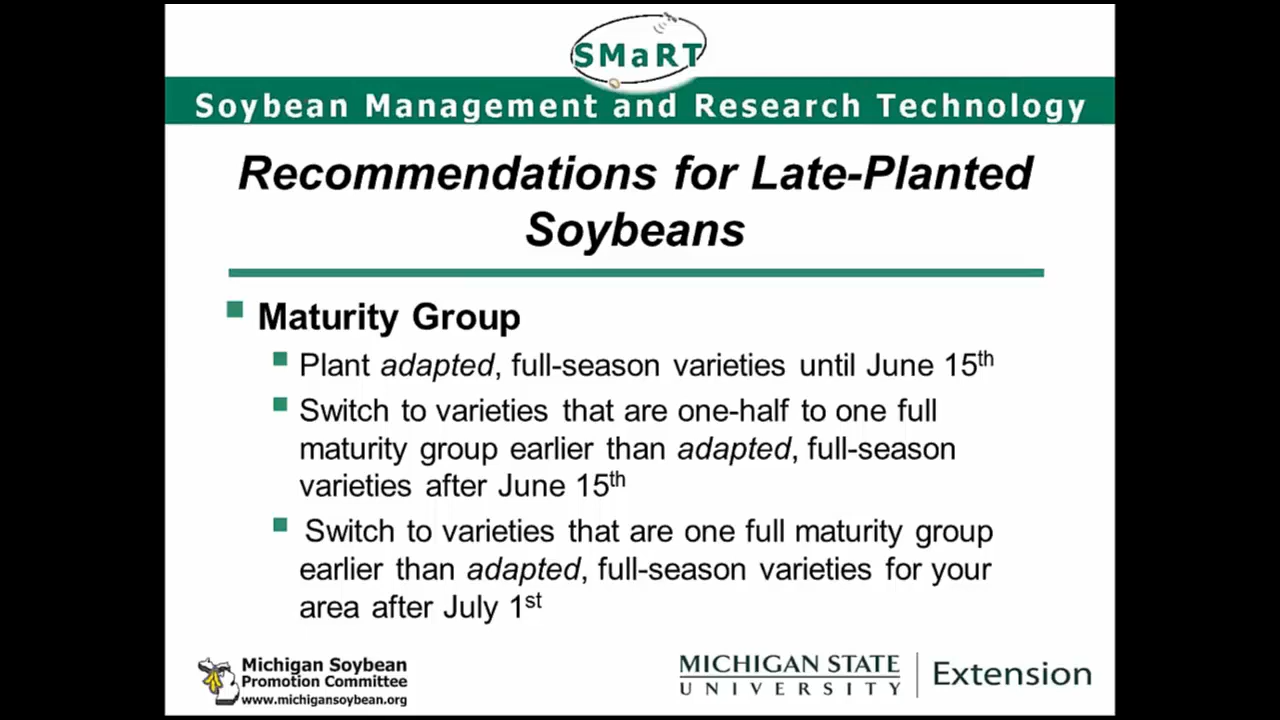 SMaRT
Soybean Management and Research Technology
Recommendations for Late-Planted
Soybeans
Maturity Group
Plant adapted, full-season varieties until June 15th
Switch to varieties that are one-half to one full
maturity group earlier than adapted, full-season
varieties after June 15th
Switch to varieties that are one full maturity group
earlier than adapted, full-season varieties for your
area after July 1st
Michigan Soybean
Promotion Committee
www.michigansoybean.org
MICHIGAN STATE
UNIVERSITY
Extension